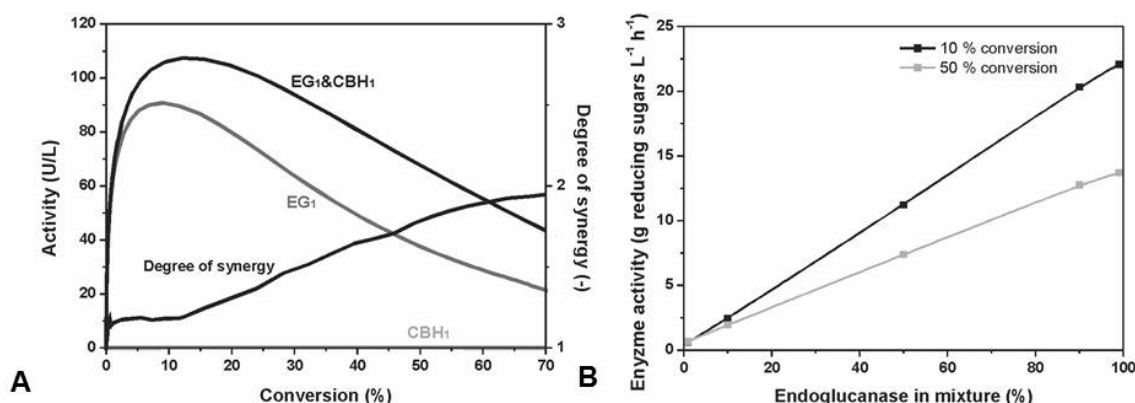 120
100
80
60
40
20
0
Activity (U/L)
3
2
1
Degree of synergy (-)
EG1&CBH1
EG1
Degree of synergy
CBH1
0 10 20 30 40 50 60 70
Conversion (%)
A
25
20
15
10
5
0
Enyzme activity (g reducing sugars L-1 h-1)
10 % conversion
50 % conversion
0 20 40 60 80 100
Endoglucanase in mixture (%)
B